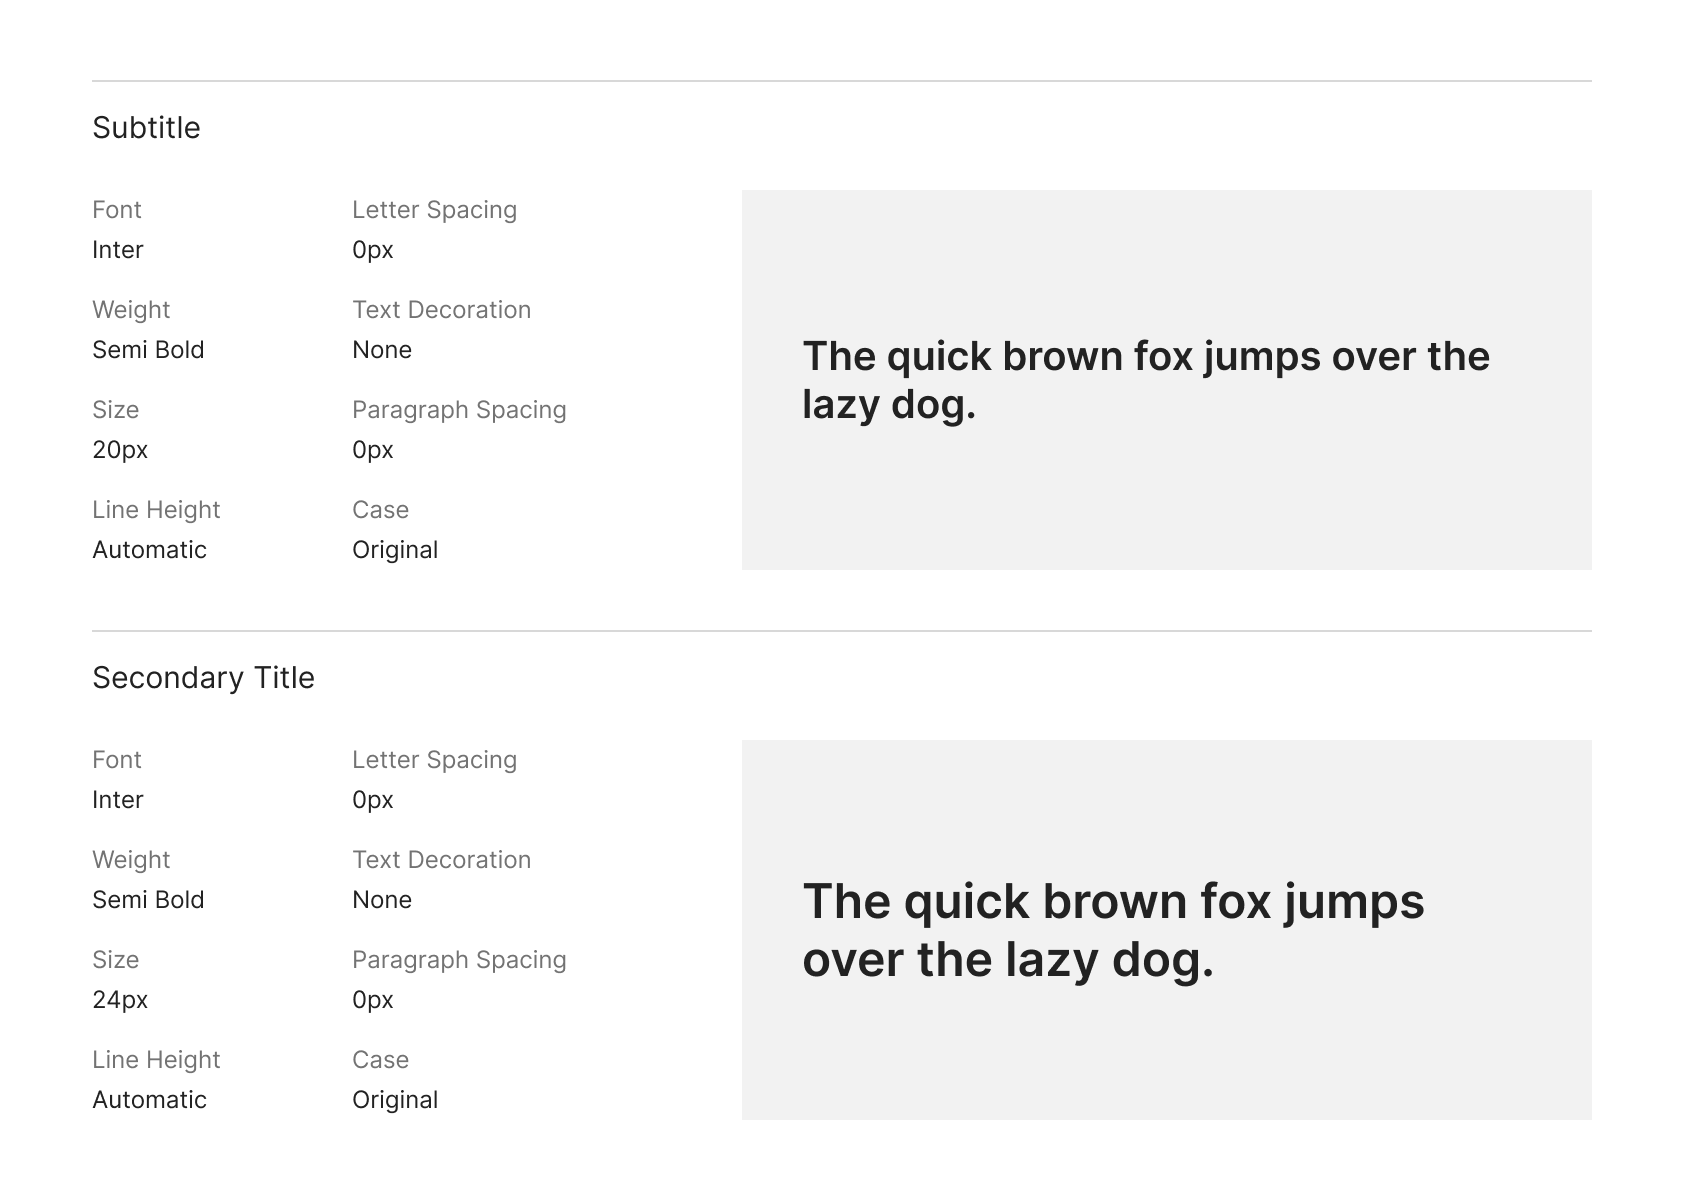 Subtitle
Font
Inter
Letter Spacing
0px
Weight
Semi Bold
Text Decoration
None
Size
20px
Paragraph Spacing
0px
Line Height
Automatic
Case
Original
The quick brown fox jumps over the
lazy dog.
Secondary Title
Font
Inter
Letter Spacing
0px
Weight
Semi Bold
Text Decoration
None
Size
24px
Paragraph Spacing
0px
Line Height
Automatic
Case
Original
The quick brown fox jumps
over the lazy dog.